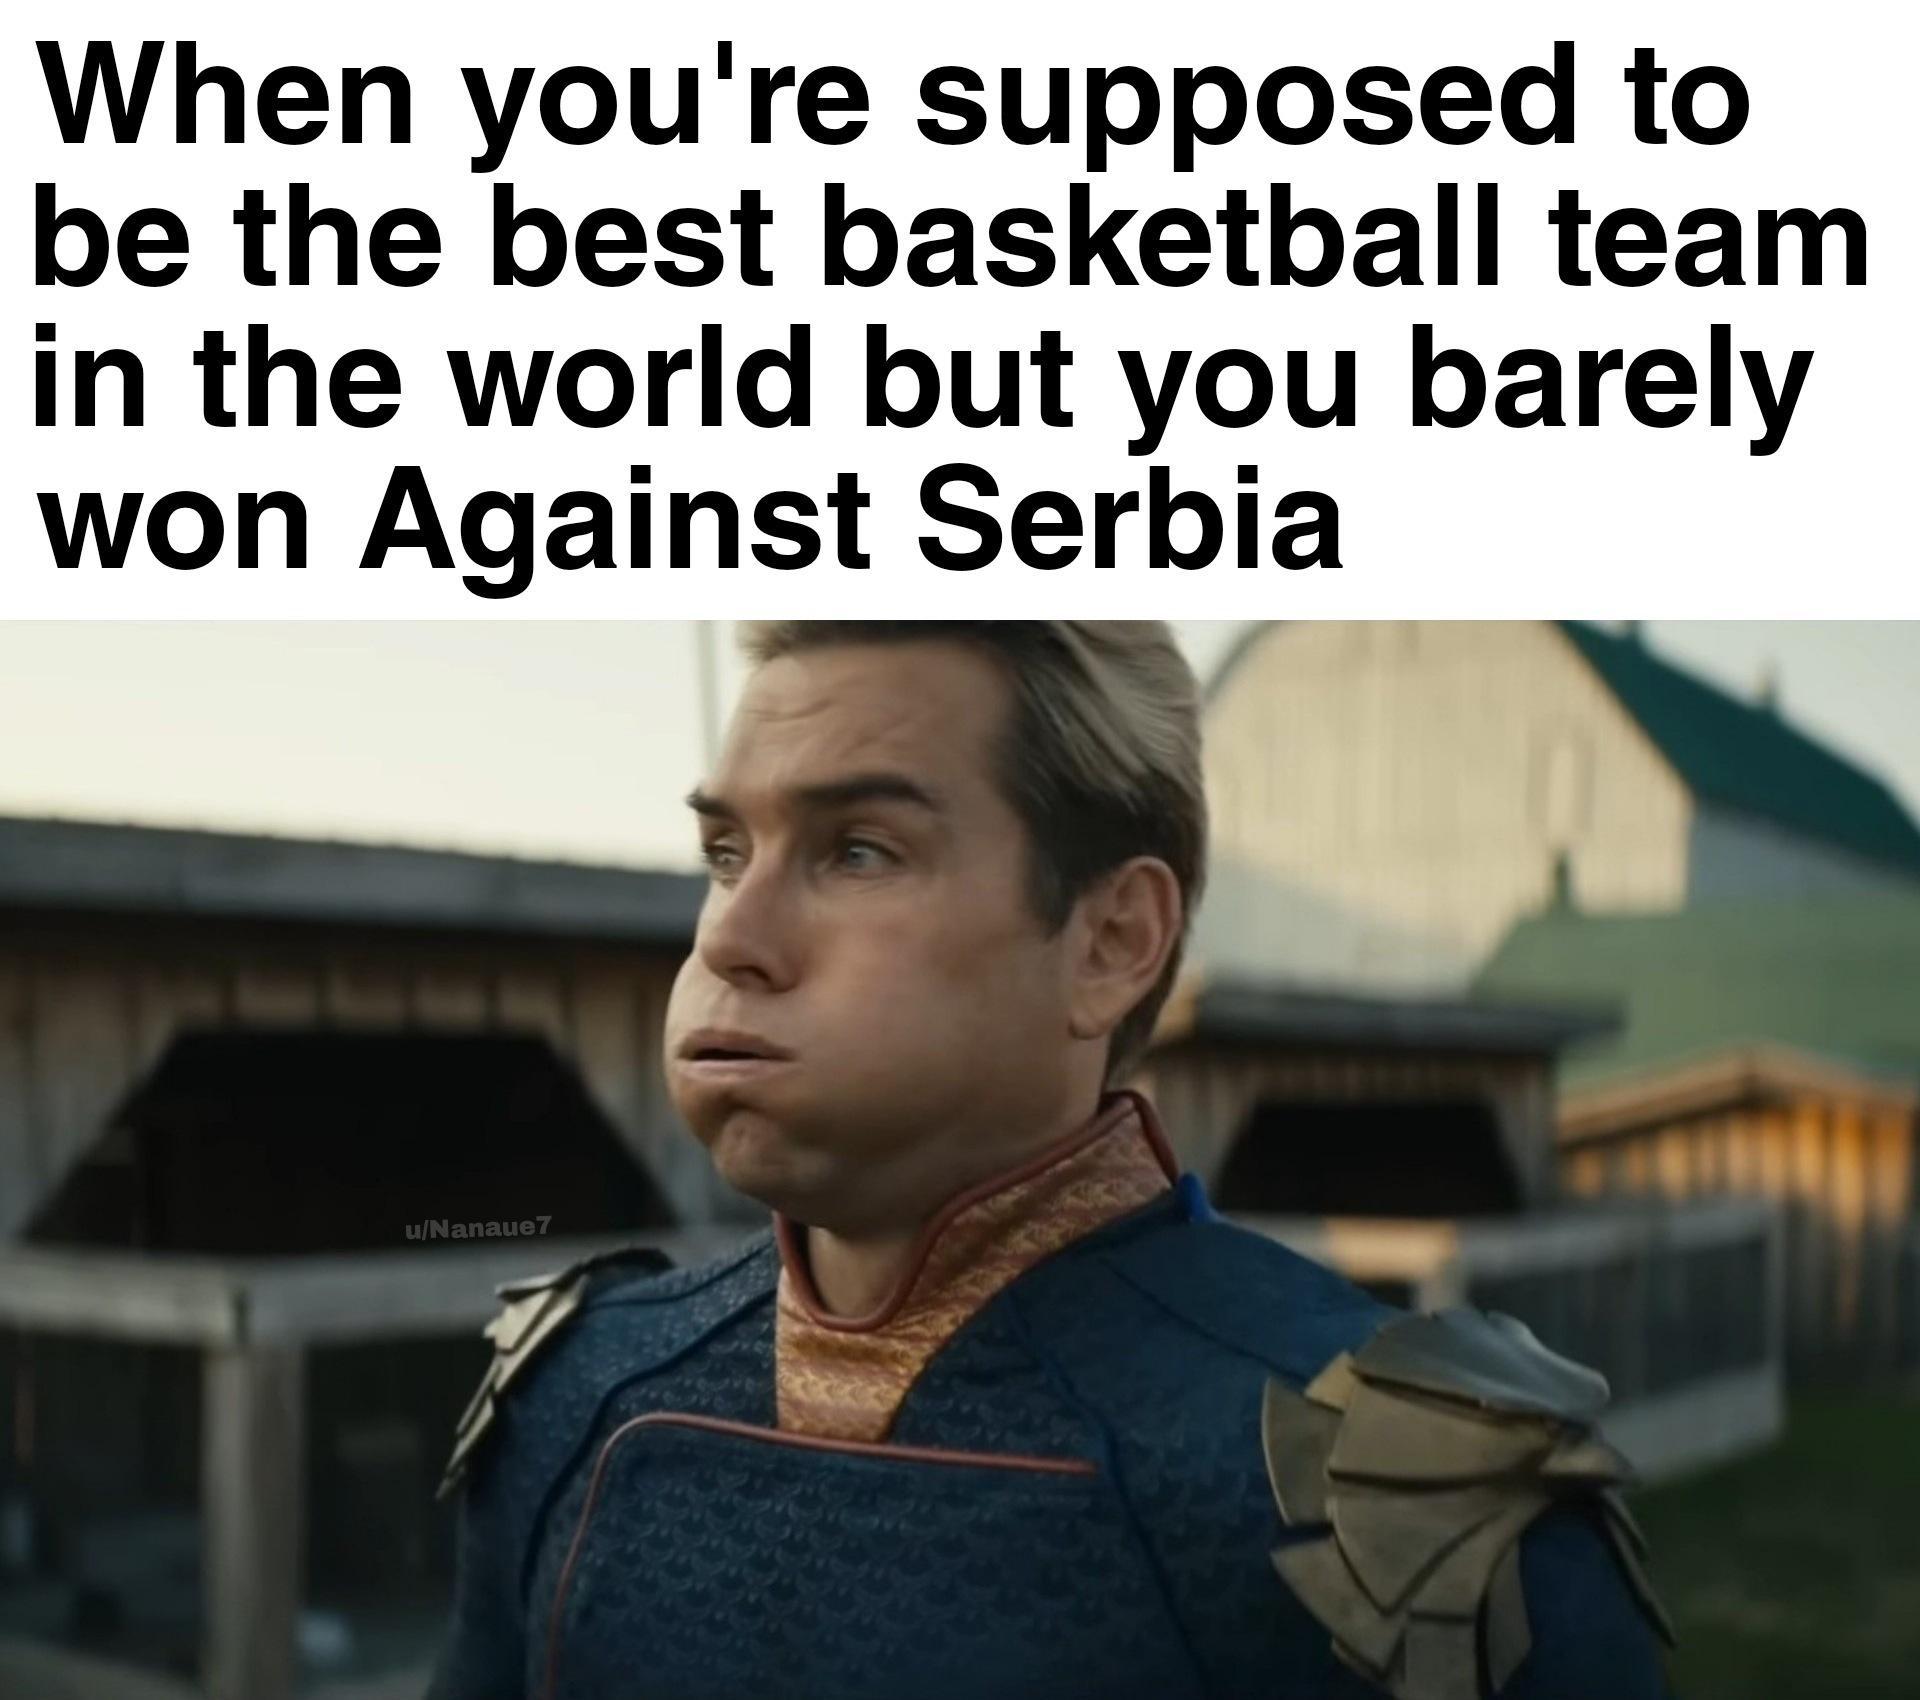 When you're supposed to
be the best basketball team
in the world but you barely
won Against Serbia
u/Nanaue7